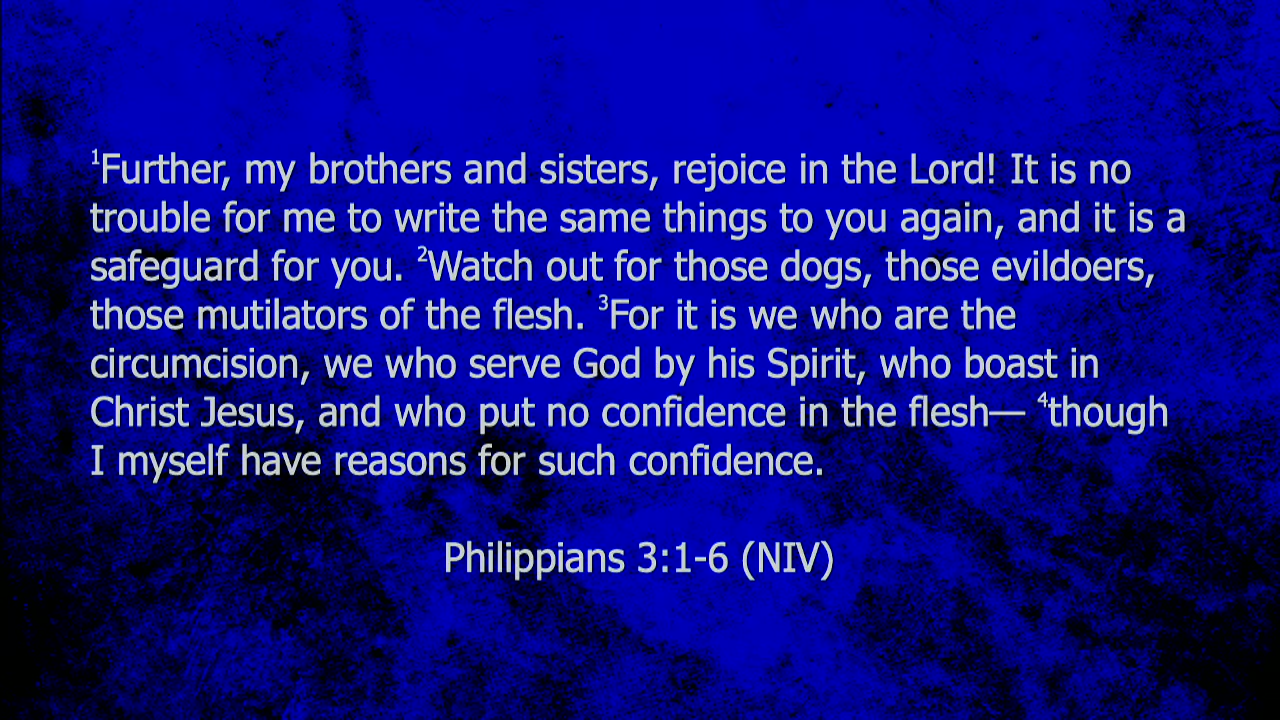 ¹Further, my brothers and sisters, rejoice in the Lord! It is no
trouble for me to write the same things to you again, and it is a
safeguard for you. ²Watch out for those dogs, those evildoers,
those mutilators of the flesh. ³For it is we who are the
circumcision, we who serve God by his Spirit, who boast in
Christ Jesus, and who put no confidence in the flesh— ⁴though
I myself have reasons for such confidence.
Philippians 3:1-6 (NIV)